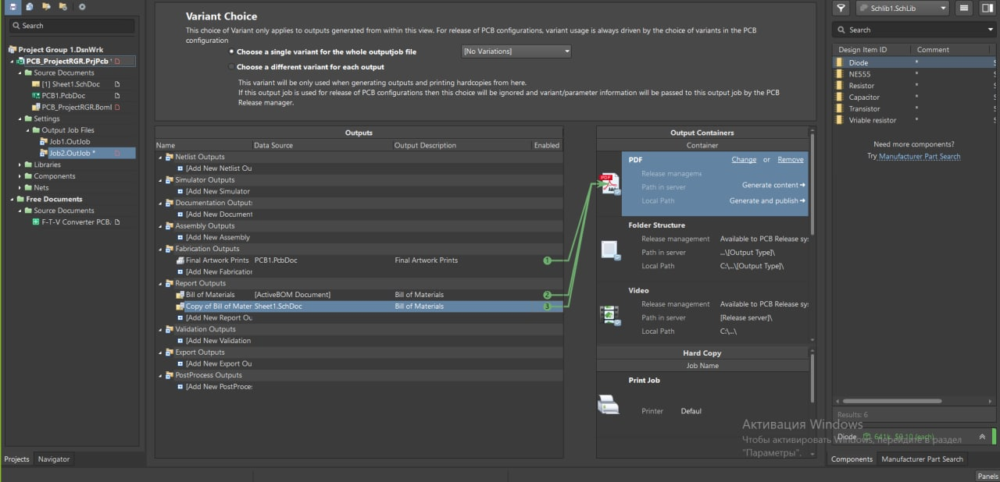 Search
Project Group 1.DsnWrk
PCB_ProjectRGR.PrjPcb *
Source Documents
[1] Sheet1.SchDoc
PCB1.PcbDoc
PCB_ProjectRGR.BomI
Settings
Output Job Files
Job1.OutJob
Job2.OutJob *
Libraries
Components
Nets
Free Documents
Source Documents
F-T-V Converter PCB.
Projects
Navigator
Variant Choice
This choice of Variant only applies to outputs generated from within this view. For release of PCB configurations, variant usage is always driven by the choice of variants in the PCB
configuration
Choose a single variant for the whole outputjob file
[No Variations]
Choose a different variant for each output
This variant will be only used when generating outputs and printing hardcopies from here.
If this output job is used for release of PCB configurations then this choice will be ignored and variant/parameter information will be passed to this output job by the PCB
Release manager.
Outputs
Name Data Source Output Description Enabled
Netlist Outputs
[Add New Netlist Ou
Simulator Outputs
[Add New Simulator
Documentation Outputs
[Add New Document
Assembly Outputs
[Add New Assembly
Fabrication Outputs
Final Artwork Prints PCB1.PcbDoc Final Artwork Prints 1
[Add New Fabrication
Report Outputs
Bill of Materials [ActiveBOM Document] Bill of Materials 2
Copy of Bill of Mater Sheet1.SchDoc Bill of Materials 3
[Add New Report Ou
Validation Outputs
[Add New Validation
Export Outputs
[Add New Export Ou
PostProcess Outputs
[Add New PostProces
Output Containers
Container
PDF
PDF Change or Remove
Release manageme
Path in server Generate content
Local Path Generate and publish
Folder Structure
Release management Available to PCB Release sy
Path in server ...\[Output Type]\
Local Path C:\...\[Output Type]\
Video
Release management Available to PCB Release sy
Path in server [Release server]\
Local Path C:\...\
Hard Copy
Job Name
Print Job
Printer Defaul
Schlib1.SchLib
Search
Design Item ID Comment
Diode * S
NE555 * S
Resistor * S
Capacitor * S
Transistor * S
Vriable resistor * S
Need more components?
Try Manufacturer Part Search
Results: 6
Diode 641k, $9.10 (each)
Активация Windows
Чтобы активировать Windows, перейдите в раздел
"Параметры".
Components
Manufacturer Part Search
Panels